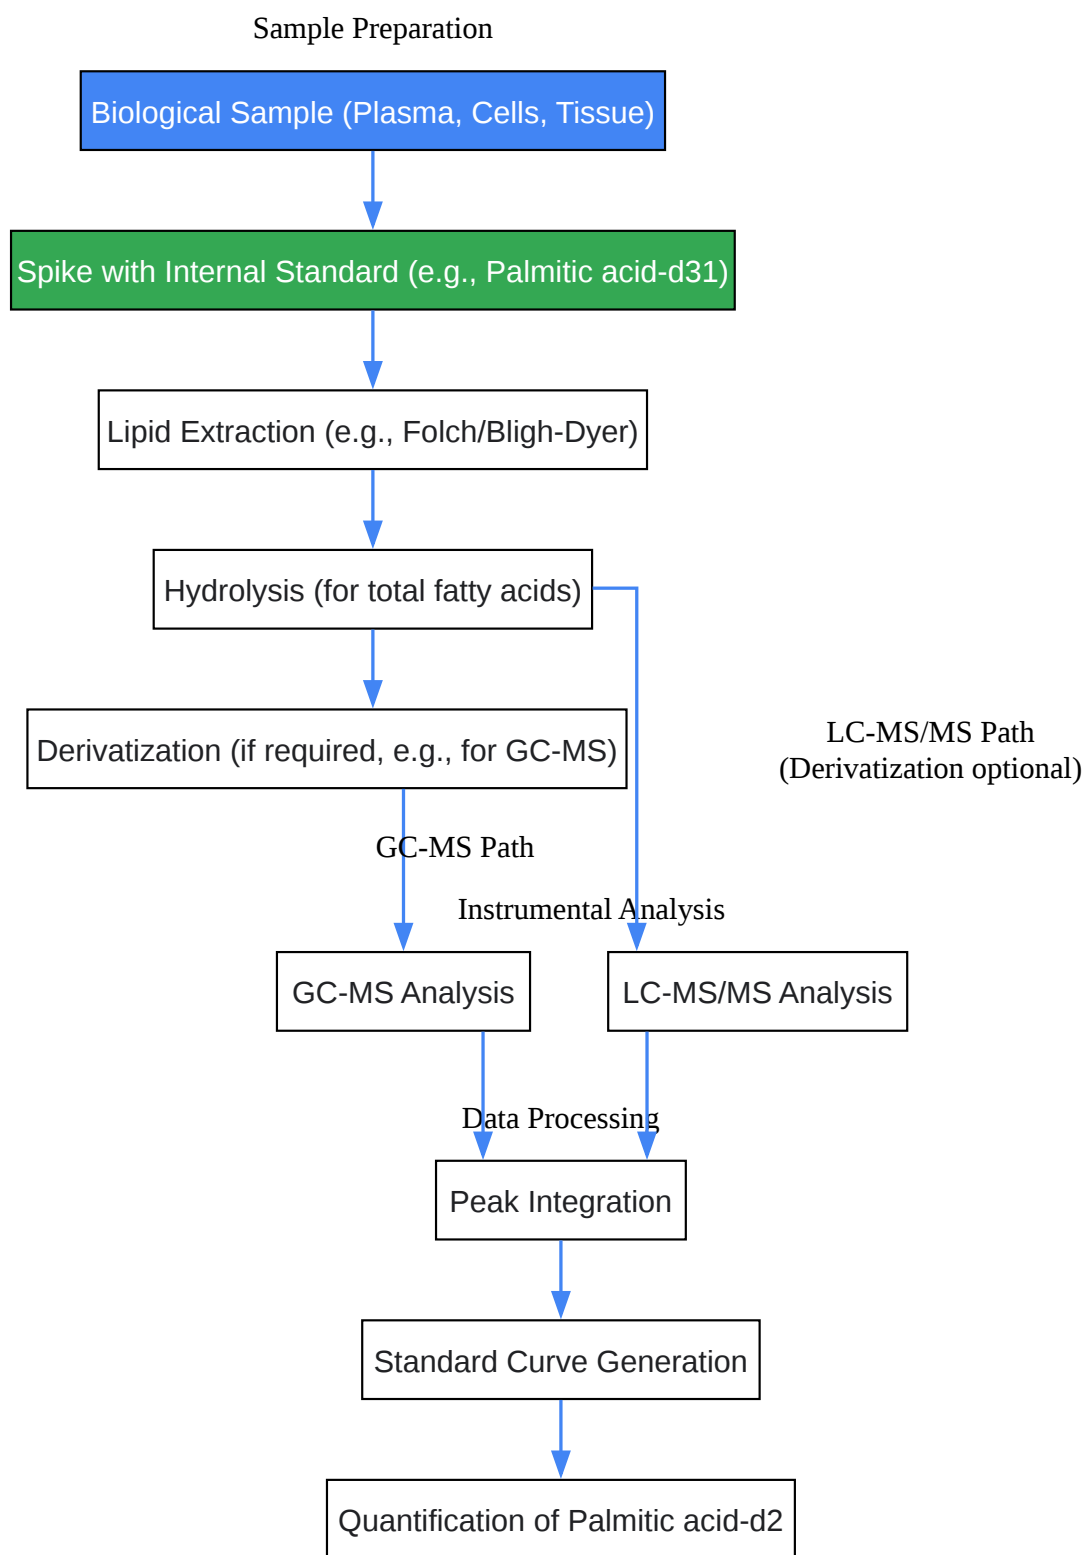 Sample Preparation
Biological Sample (Plasma, Cells, Tissue)
Spike with Internal Standard (e.g., Palmitic acid-d31)
Lipid Extraction (e.g., Folch/Bligh-Dyer)
Hydrolysis (for total fatty acids)
Derivatization (if required, e.g., for GC-MS)
LC-MS/MS Path
(Derivatization optional)
GC-MS Path
Instrumental Analysis
GC-MS Analysis
LC-MS/MS Analysis
Data Processing
Peak Integration
Standard Curve Generation
Quantification of Palmitic acid-d2